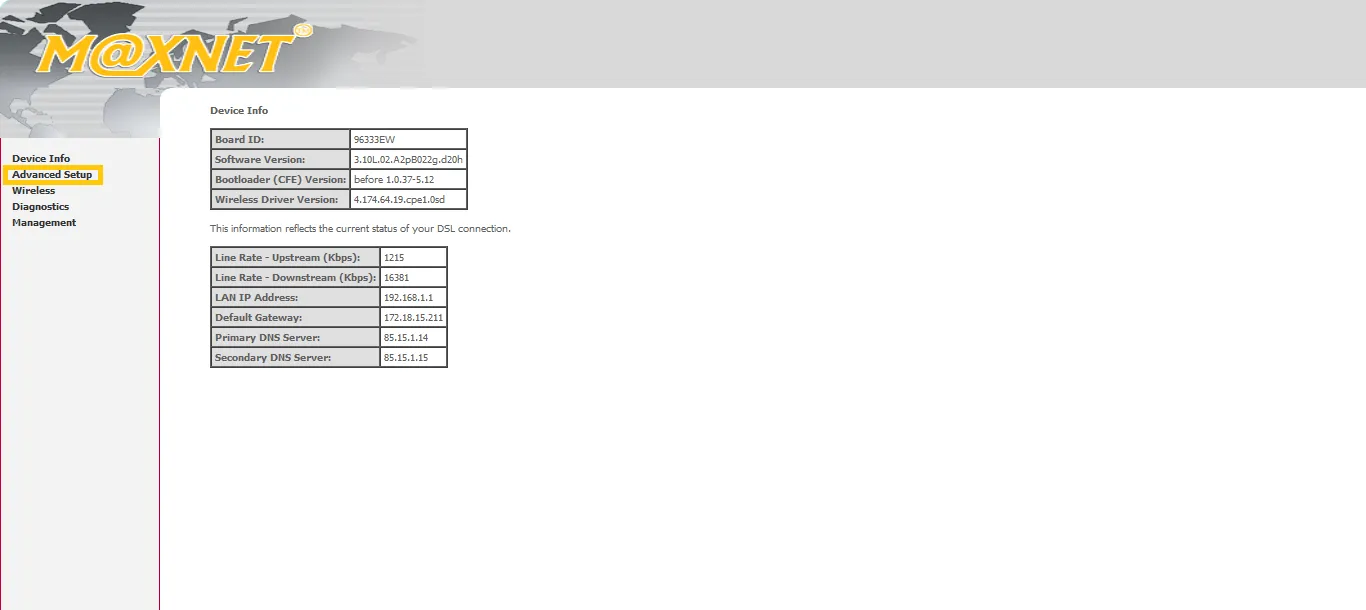 M@XNET
Device Info
Advanced Setup
Wireless
Diagnostics
Management
Device Info
Board ID: 96333EW
Software Version: 3.10L.02.A2pB022g.d20h
Bootloader (CFE) Version: before 1.0.37-5.12
Wireless Driver Version: 4.174.64.19.cpe1.0sd
This information reflects the current status of your DSL connection.
Line Rate - Upstream (Kbps): 1215
Line Rate - Downstream (Kbps): 16381
LAN IP Address: 192.168.1.1
Default Gateway: 172.18.15.211
Primary DNS Server: 85.15.1.14
Secondary DNS Server: 85.15.1.15